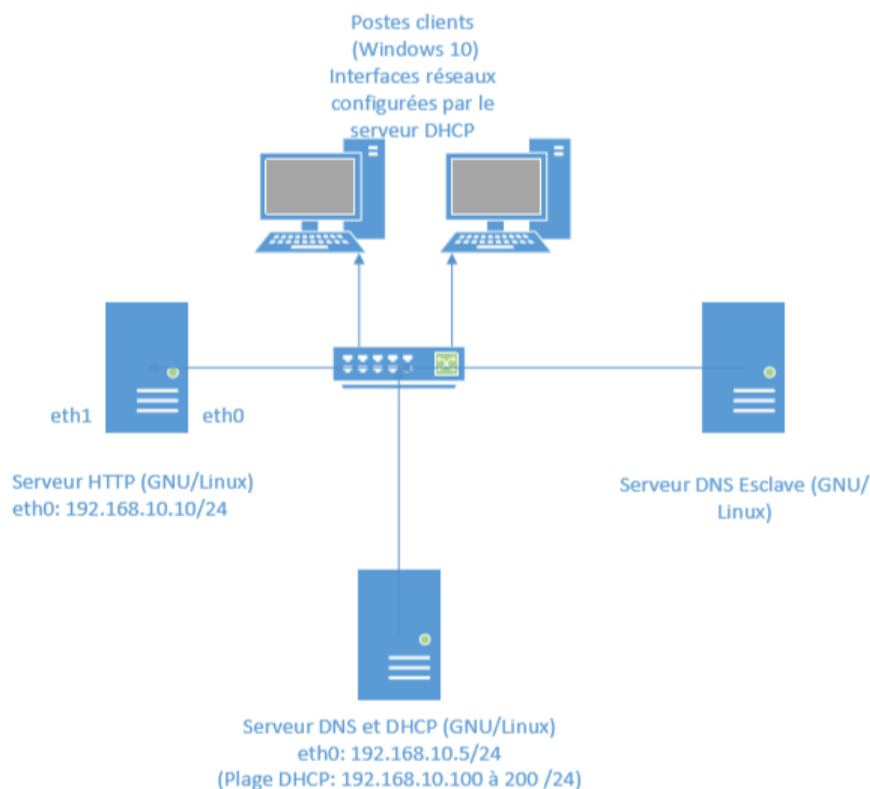 Postes clients
(Windows 10)
Interfaces réseaux
configurées par le
serveur DHCP
eth1
eth0
Serveur HTTP (GNU/Linux)
eth0: 192.168.10.10/24
Serveur DNS Esclave (GNU/
Linux)
Serveur DNS et DHCP (GNU/Linux)
eth0: 192.168.10.5/24
(Plage DHCP: 192.168.10.100 à 200 /24)